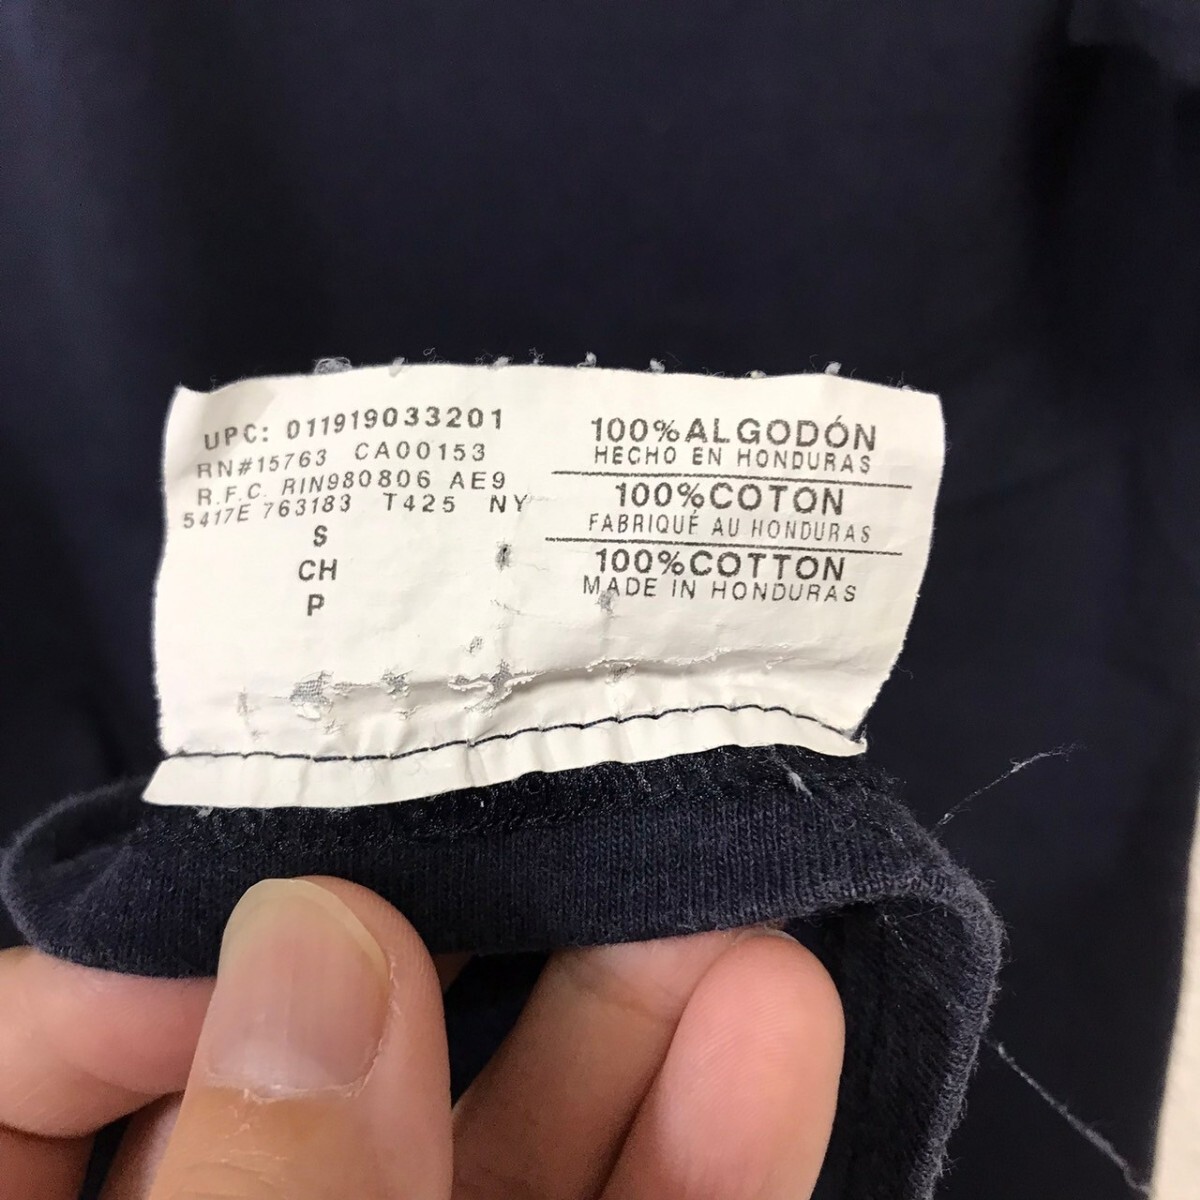 UPC: 011919033201
RN#15763 CA00153
R.F.C. RIN980806 AE9
5417E 763183 T425 NY
S
CH
P
100%ALGODÓN
HECHO EN HONDURAS
100%COTON
FABRIQUÉ AU HONDURAS
100%COTTON
MADE IN HONDURAS